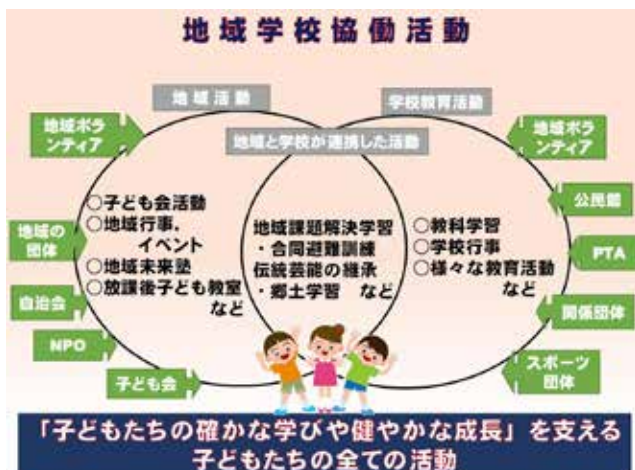 地域学校協働活動
地域活動
学校教育活動
地域と学校が連携した活動
地域ボラ
ンティア
地域の
団体
自治会
NPO
子ども会
○子ども会活動
○地域行事,
イベント
○地域未来塾
○放課後子ども教室
など
地域課題解決学習
・合同避難訓練
伝統芸能の継承
・郷土学習 など
○教科学習
○学校行事
○様々な教育活動
など
地域ボラ
ンティア
公民館
PTA
関係団体
スポーツ
団体
「子どもたちの確かな学びや健やかな成長」を支える
子どもたちの全ての活動